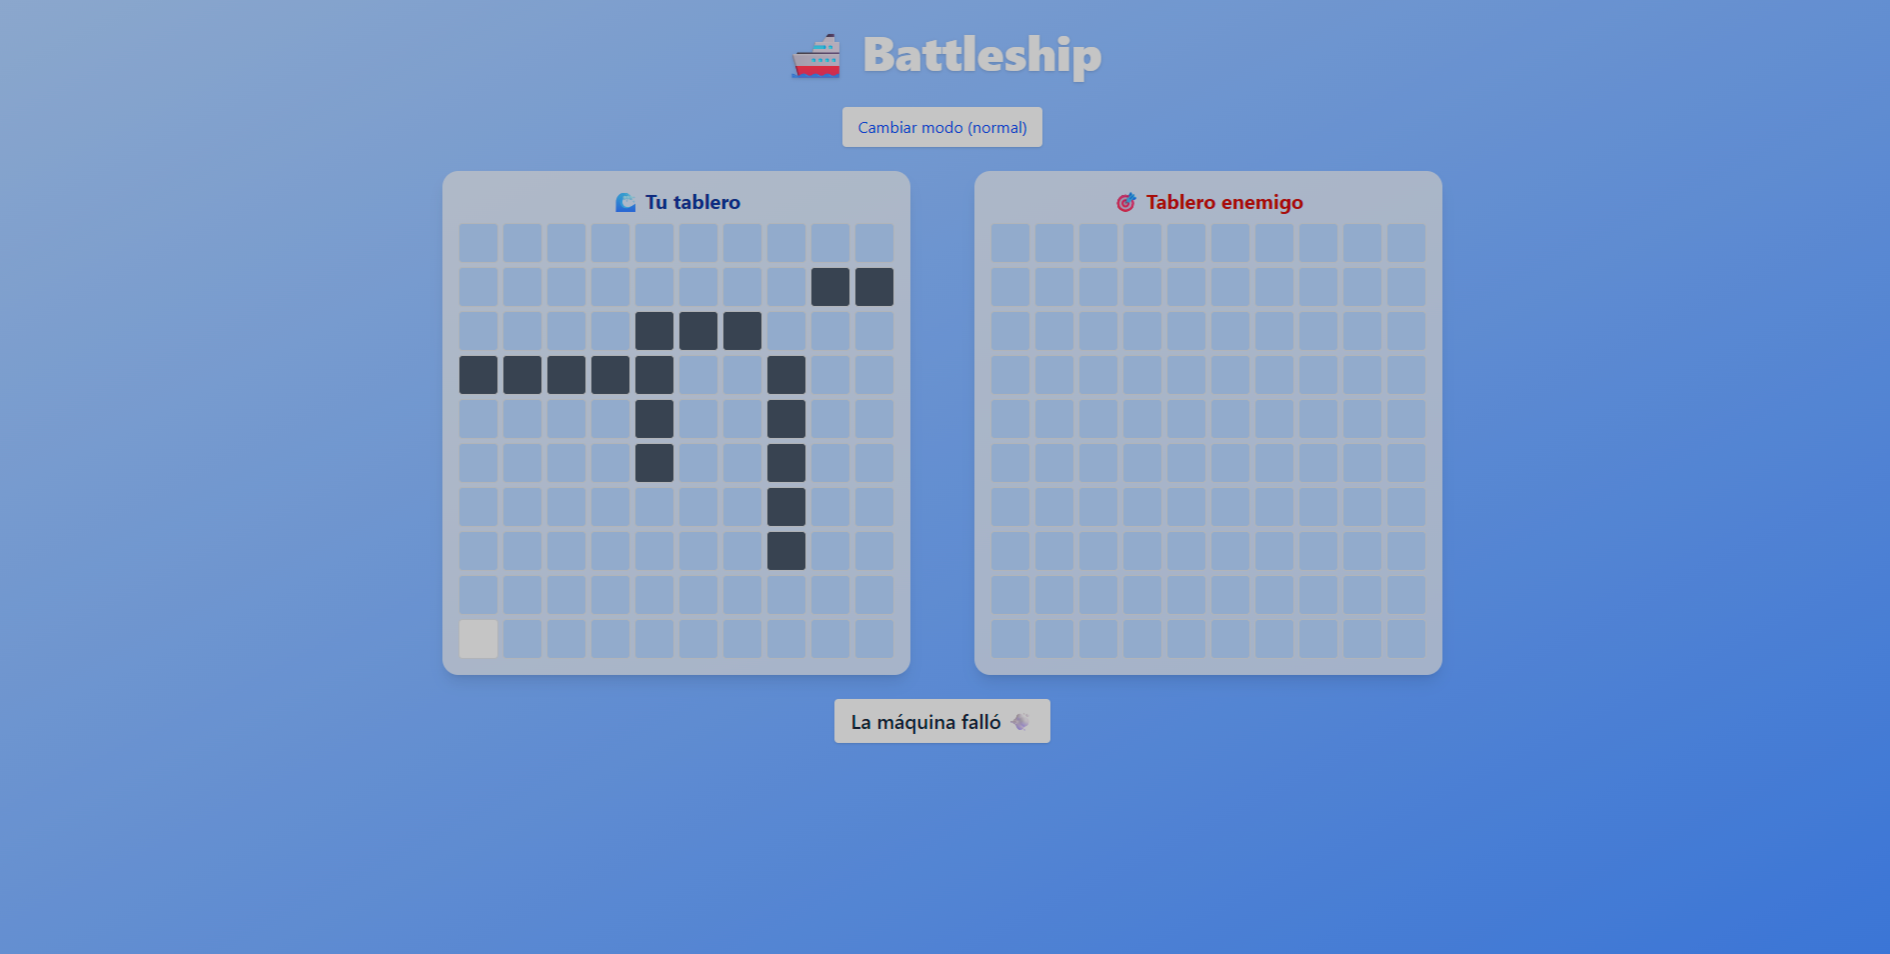 Battleship
Cambiar modo (normal)
Tu tablero
Tablero enemigo
La máquina falló